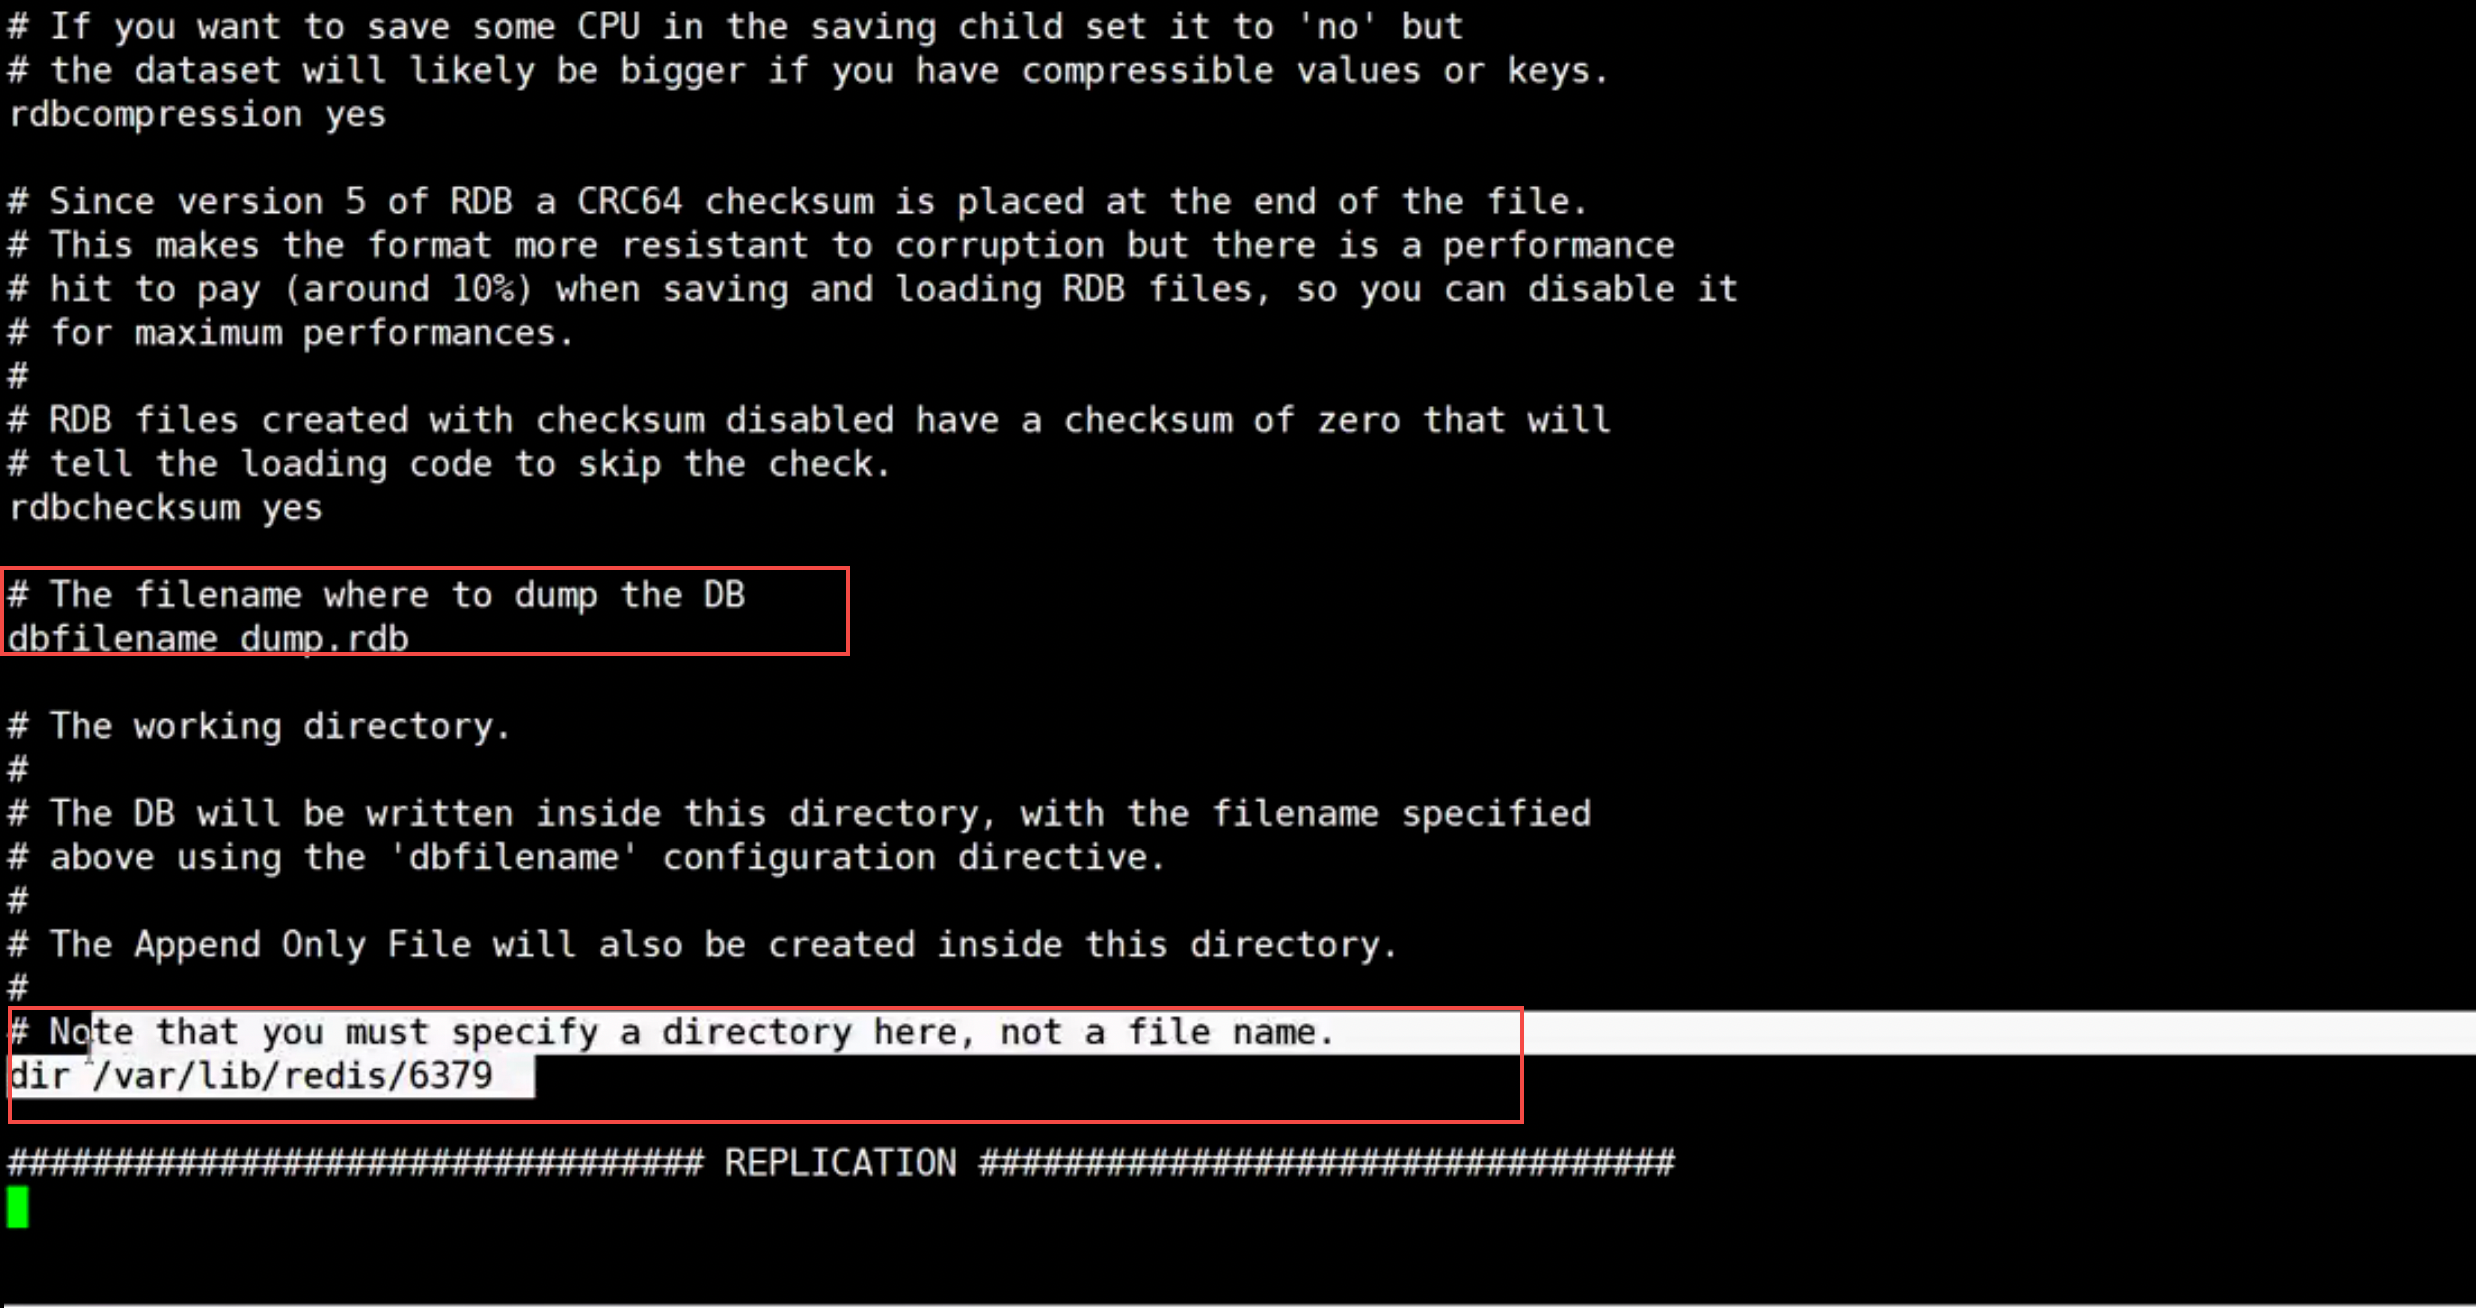 # If you want to save some CPU in the saving child set it to 'no' but
# the dataset will likely be bigger if you have compressible values or keys.
rdbcompression yes
# Since version 5 of RDB a CRC64 checksum is placed at the end of the file.
# This makes the format more resistant to corruption but there is a performance
# hit to pay (around 10%) when saving and loading RDB files, so you can disable it
# for maximum performances.
#
# RDB files created with checksum disabled have a checksum of zero that will
# tell the loading code to skip the check.
rdbchecksum yes
# The filename where to dump the DB
dbfilename dump.rdb
# The working directory.
#
# The DB will be written inside this directory, with the filename specified
# above using the 'dbfilename' configuration directive.
#
# The Append Only File will also be created inside this directory.
#
# Note that you must specify a directory here, not a file name.
dir /var/lib/redis/6379
################################# REPLICATION #################################